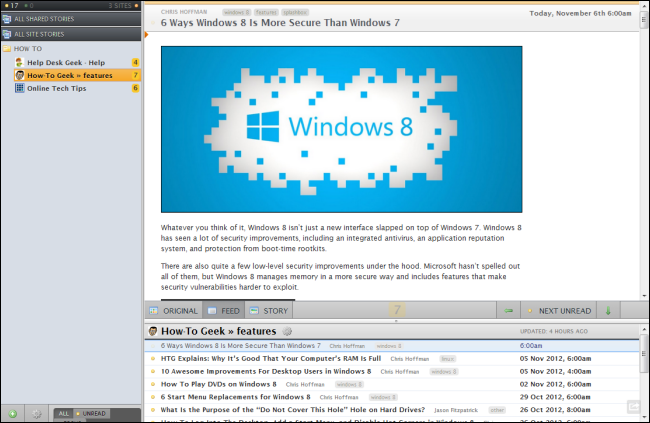 17 0 3 SITES
ALL SHARED STORIES
ALL SITE STORIES
HOW TO
Help Desk Geek - Help 4
How-To Geek » features 7
Online Tech Tips 6
ALL UNREAD
CHRIS HOFFMAN windows 8 features splashess
Today, November 6th 6:00am
6 Ways Windows 8 Is More Secure Than Windows 7
Windows 8
Whatever you think of it, Windows 8 isn't just a new interface slapped on top of Windows 7. Windows 8
has seen a lot of security improvements, including an integrated antivirus, an application reputation
system, and protection from boot-time rootkits.
There are also quite a few low-level security improvements under the hood. Microsoft hasn't spelled out
all of them, but Windows 8 manages memory in a more secure way and includes features that make
security vulnerabilities harder to exploit.
ORIGINAL FEED STORY 7 NEXT UNREAD
How-To Geek » features UPDATED: 4 HOURS AGO
6 Ways Windows 8 Is More Secure Than Windows 7 Chris Hoffman windows 8 6:00am
HTG Explains: Why It's Good That Your Computer's RAM Is Full Chris Hoffman linux 05 Nov 2012, 6:00am
10 Awesome Improvements For Desktop Users in Windows 8 Chris Hoffman windows 8 05 Nov 2012, 6:00am
How To Play DVDs on Windows 8 Chris Hoffman windows 8 02 Nov 2012, 6:00am
6 Start Menu Replacements for Windows 8 Chris Hoffman windows 8 29 Oct 2012, 6:00am
What Is the Purpose of the “Do Not Cover This Hole” Hole on Hard Drives? Jason Fitzpatrick other 26 Oct 2012, 8:00am